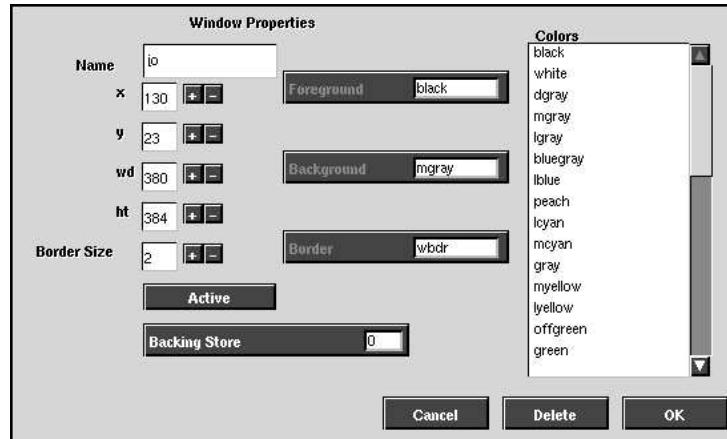 Window Properties
Name
io
x
130
+
-
y
23
+
-
wd
380
+
-
ht
384
+
-
Border Size
2
+
-
Foreground
black
Background
mgray
Border
wbdr
Active
Backing Store
0
Colors
black
white
dgray
mgray
lgray
bluegray
lblue
peach
lcyan
mcyan
gray
myellow
lyellow
offgreen
green
Cancel
Delete
OK